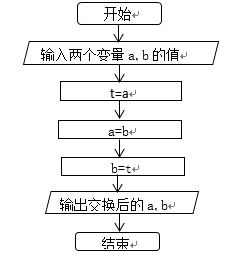 开始
输入两个变量 a,b 的值
t=a
a=b
b=t
输出交换后的 a,b
结束